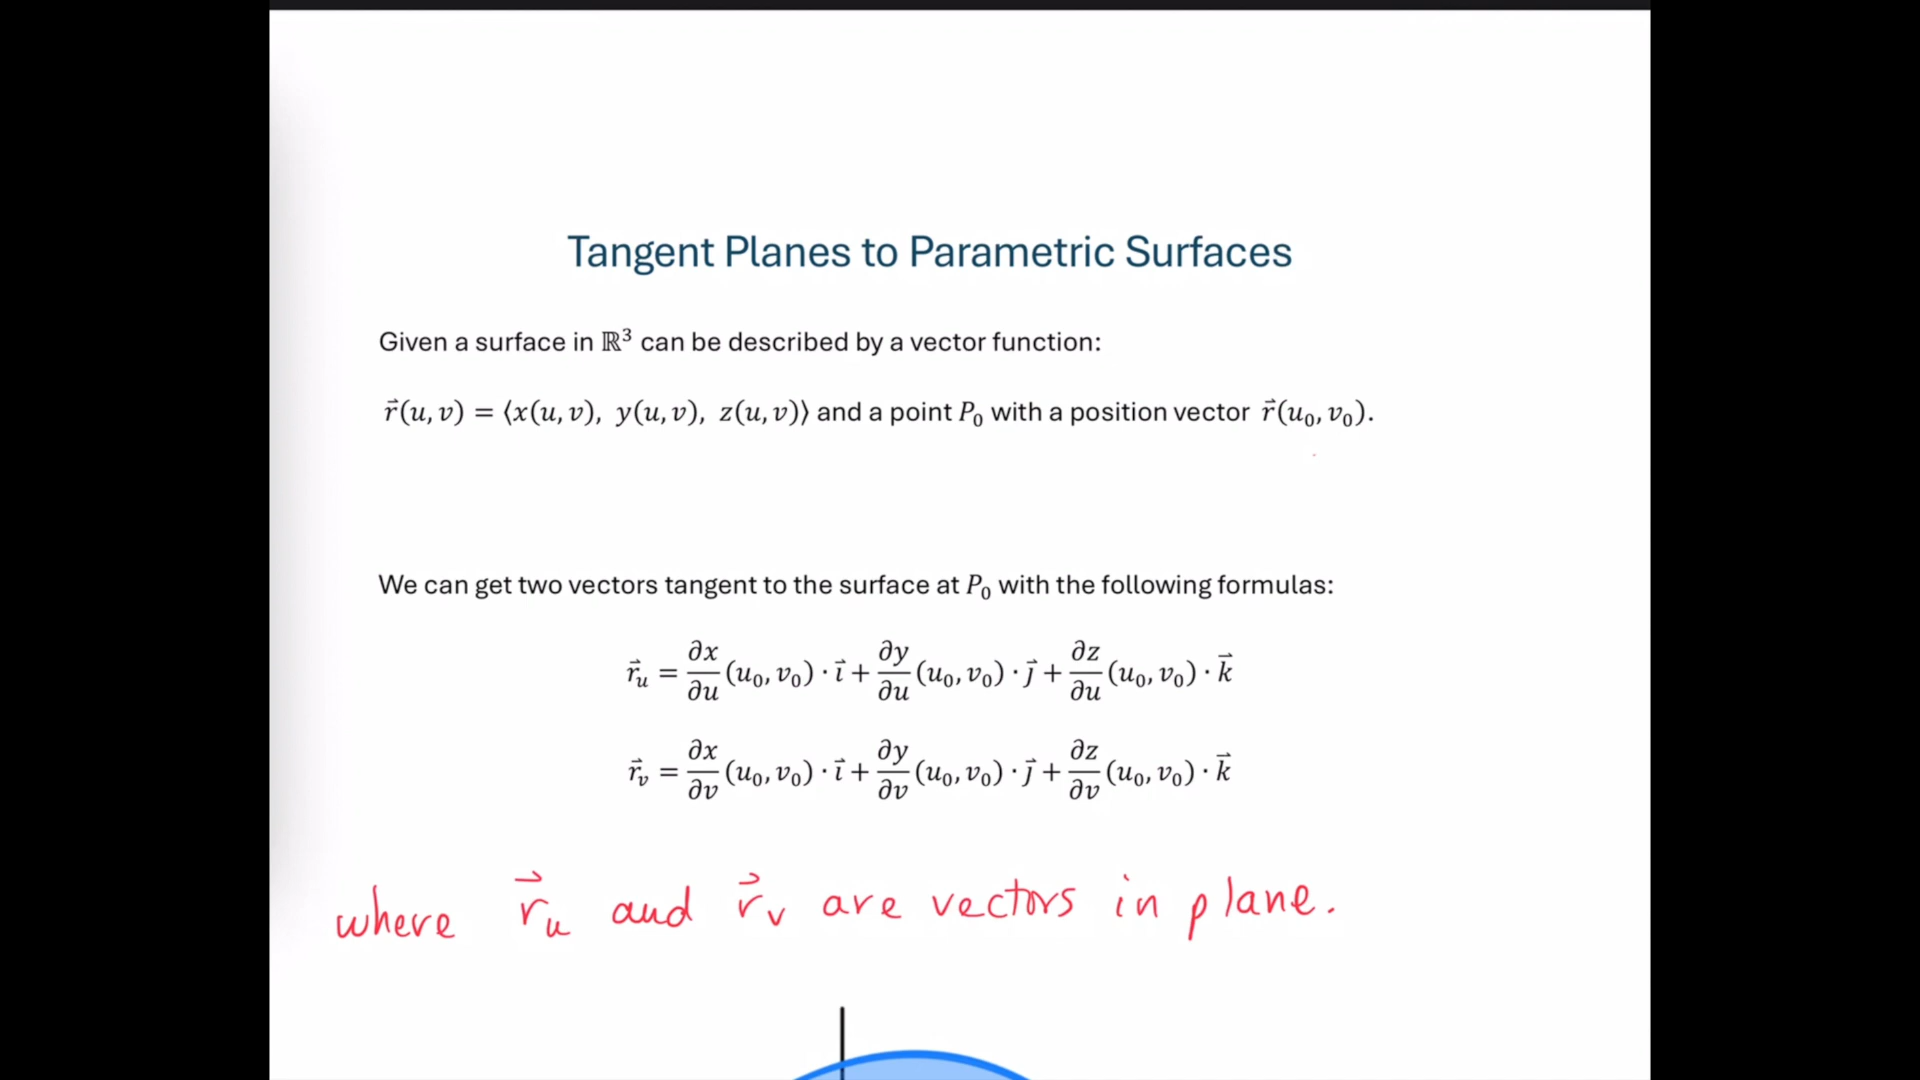 Tangent Planes to Parametric Surfaces
Given a surface in ℝ³ can be described by a vector function:
r⃗(u, v) = ⟨x(u, v), y(u, v), z(u, v)⟩ and a point P₀ with a position vector r⃗(u₀, v₀).
We can get two vectors tangent to the surface at P₀ with the following formulas:
r⃗ᵤ = ∂x/∂u (u₀, v₀) · i⃗ + ∂y/∂u (u₀, v₀) · j⃗ + ∂z/∂u (u₀, v₀) · k⃗
r⃗ᵥ = ∂x/∂v (u₀, v₀) · i⃗ + ∂y/∂v (u₀, v₀) · j⃗ + ∂z/∂v (u₀, v₀) · k⃗
where r⃗ᵤ and r⃗ᵥ are vectors in plane.